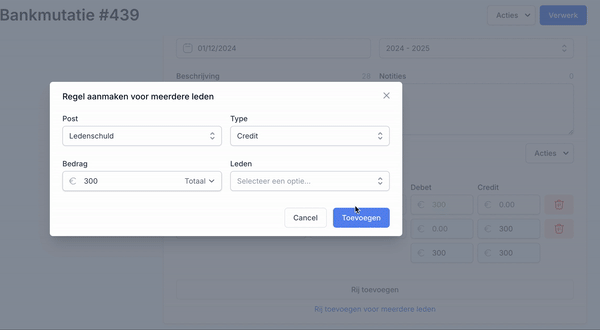 Bankmutatie #439
Acties
Verwerk
01/12/2024
2024 - 2025
Beschrijving
Notities
0
Regel aanmaken voor meerdere leden
Post
Type
Ledenschuld
Credit
Bedrag
Leden
€ 300 Totaal
Selecteer een optie...
Cancel
Toevoegen
Acties
Debet
Credit
€ 300
€ 0.00
€ 0.00
€ 300
€ 300
€ 300
Rij toevoegen
Rij toevoegen voor meerdere leden